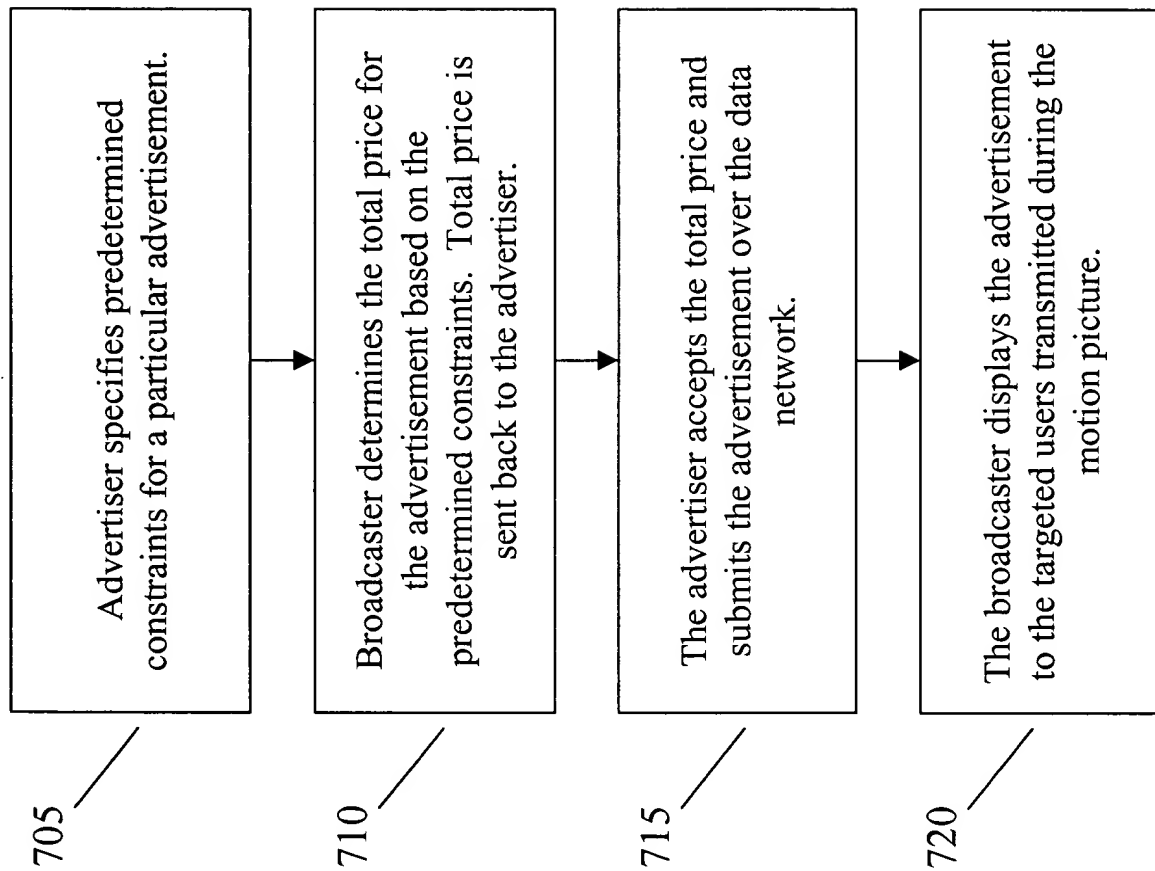 705
Advertiser specifies predetermined
constraints for a particular advertisement.
710
Broadcaster determines the total price for
the advertisement based on the
predetermined constraints.  Total price is
sent back to the advertiser.
715
The advertiser accepts the total price and
submits the advertisement over the data
network.
720
The broadcaster displays the advertisement
to the targeted users transmitted during the
motion picture.